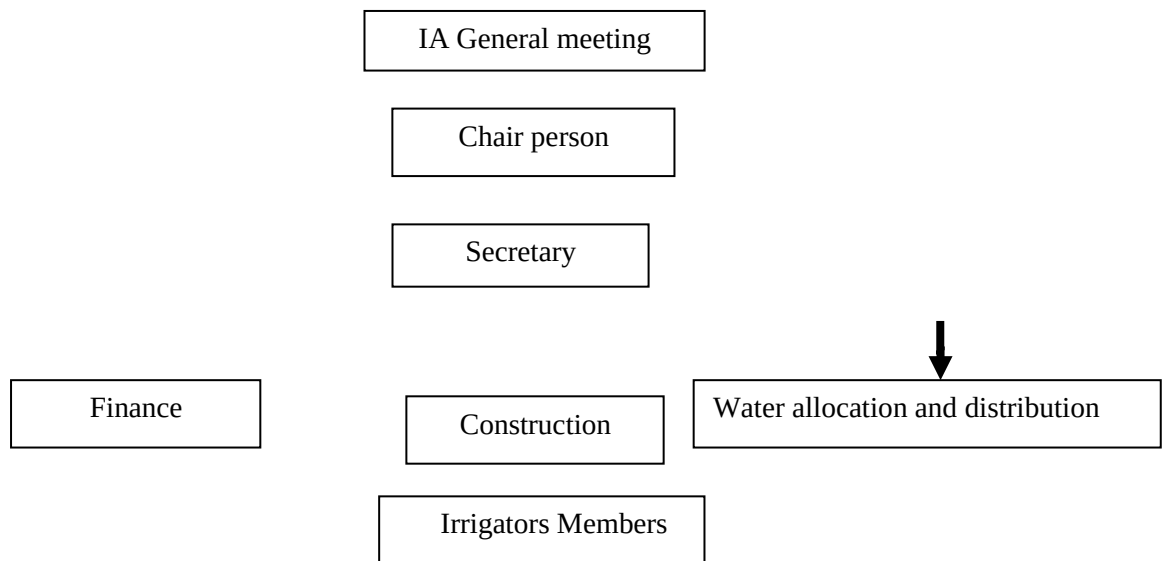 IA General meeting
Chair person
Secretary
Finance
Construction
Water allocation and distribution
Irrigators Members